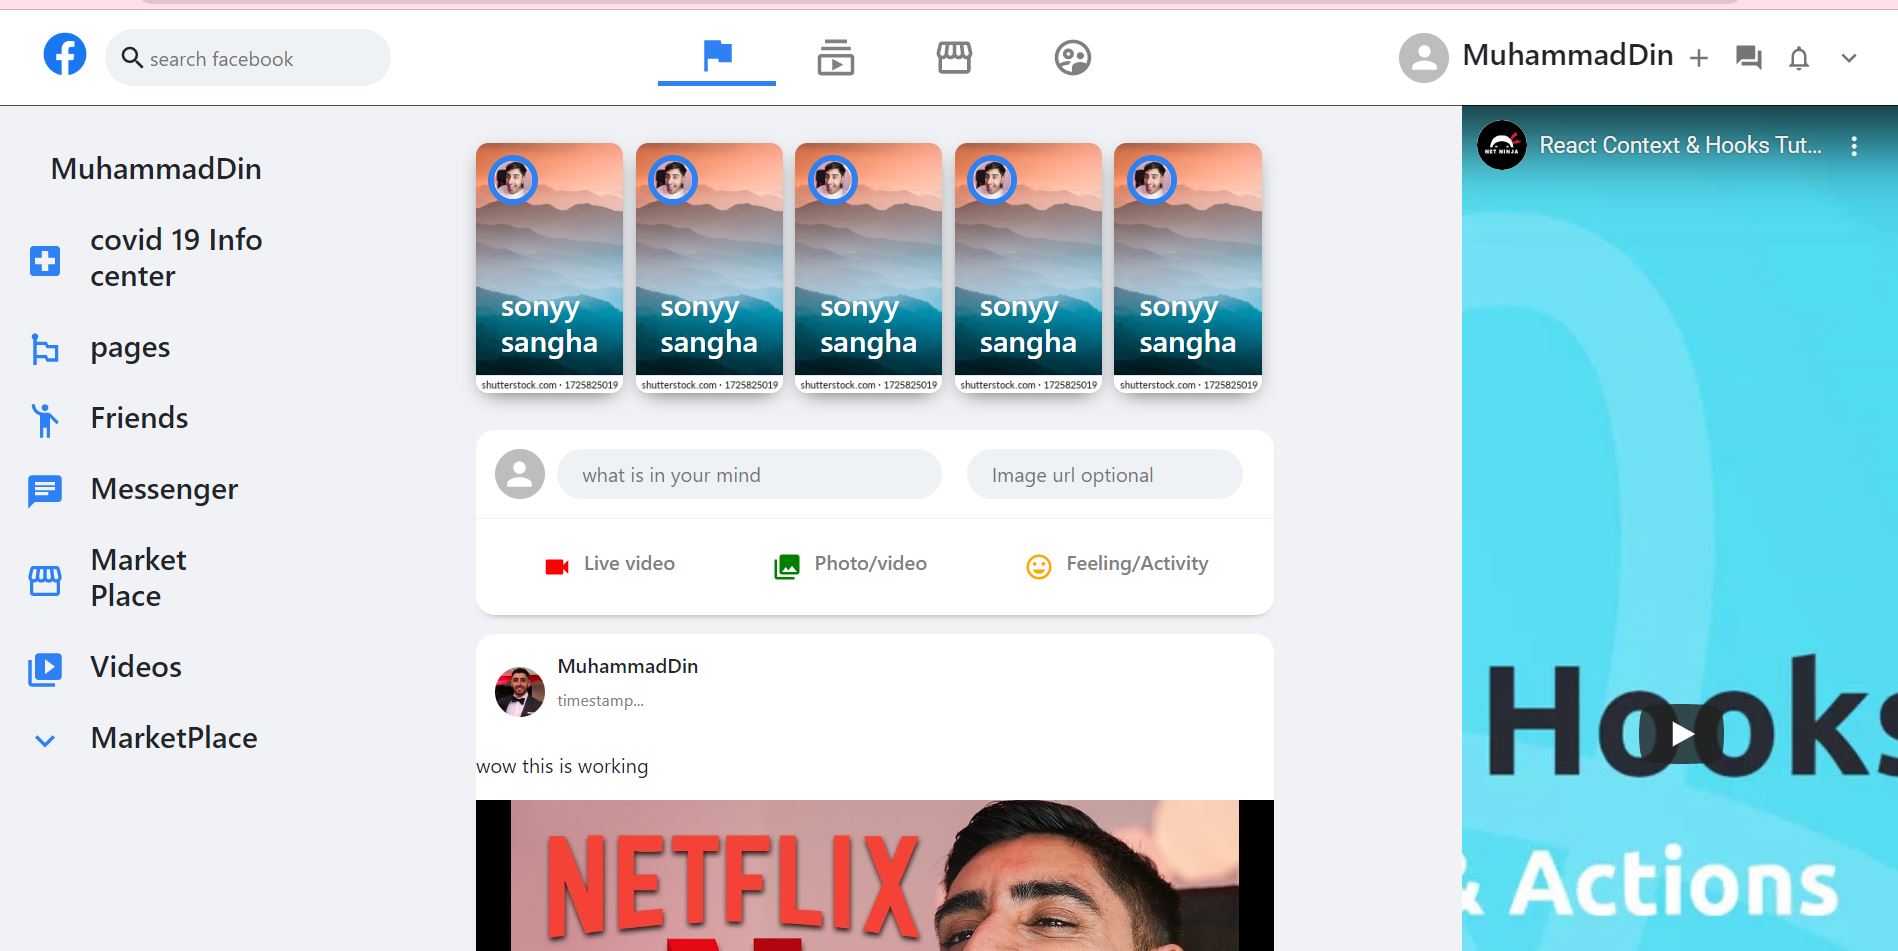 search facebook
MuhammadDin
MuhammadDin
covid 19 Info
center
pages
Friends
Messenger
Market
Place
Videos
MarketPlace
sonyy
sangha
shutterstock.com · 1725825019
sonyy
sangha
shutterstock.com · 1725825019
sonyy
sangha
shutterstock.com · 1725825019
sonyy
sangha
shutterstock.com · 1725825019
sonyy
sangha
shutterstock.com · 1725825019
what is in your mind
Image url optional
Live video
Photo/video
Feeling/Activity
MuhammadDin
timestamp...
wow this is working
NETFLIX
NET NINJA
React Context & Hooks Tut...
Hooks
& Actions